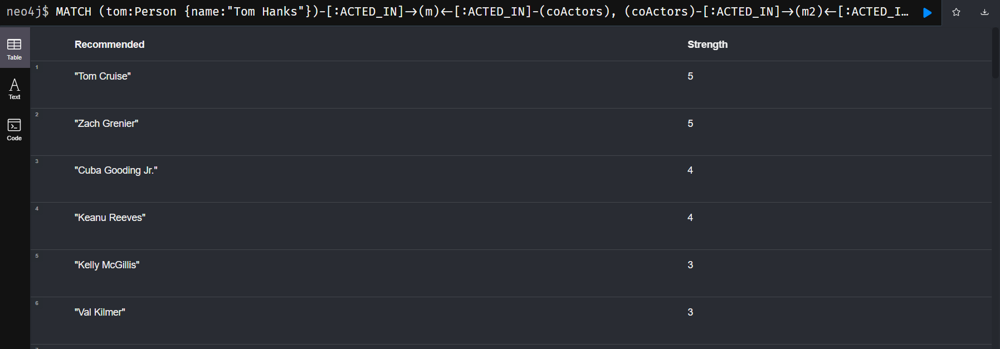 neo4j$ MATCH (tom:Person {name:"Tom Hanks"})-[:ACTED_IN]→(m)←[:ACTED_IN]-(coActors), (coActors)-[:ACTED_IN]→(m2)←[:ACTED_I…
Table
Text
Code
Recommended Strength
1 "Tom Cruise" 5
2 "Zach Grenier" 5
3 "Cuba Gooding Jr." 4
4 "Keanu Reeves" 4
5 "Kelly McGillis" 3
6 "Val Kilmer" 3